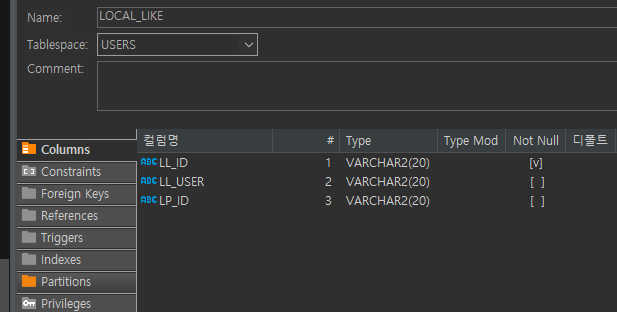 Name: LOCAL_LIKE
Tablespace: USERS
Comment:
컬럼명 # Type Type Mod Not Null 디폴트
Columns
Constraints
Foreign Keys
References
Triggers
Indexes
Partitions
Privileges
ABC LL_ID 1 VARCHAR2(20) [v]
ABC LL_USER 2 VARCHAR2(20) [ ]
ABC LP_ID 3 VARCHAR2(20) [ ]